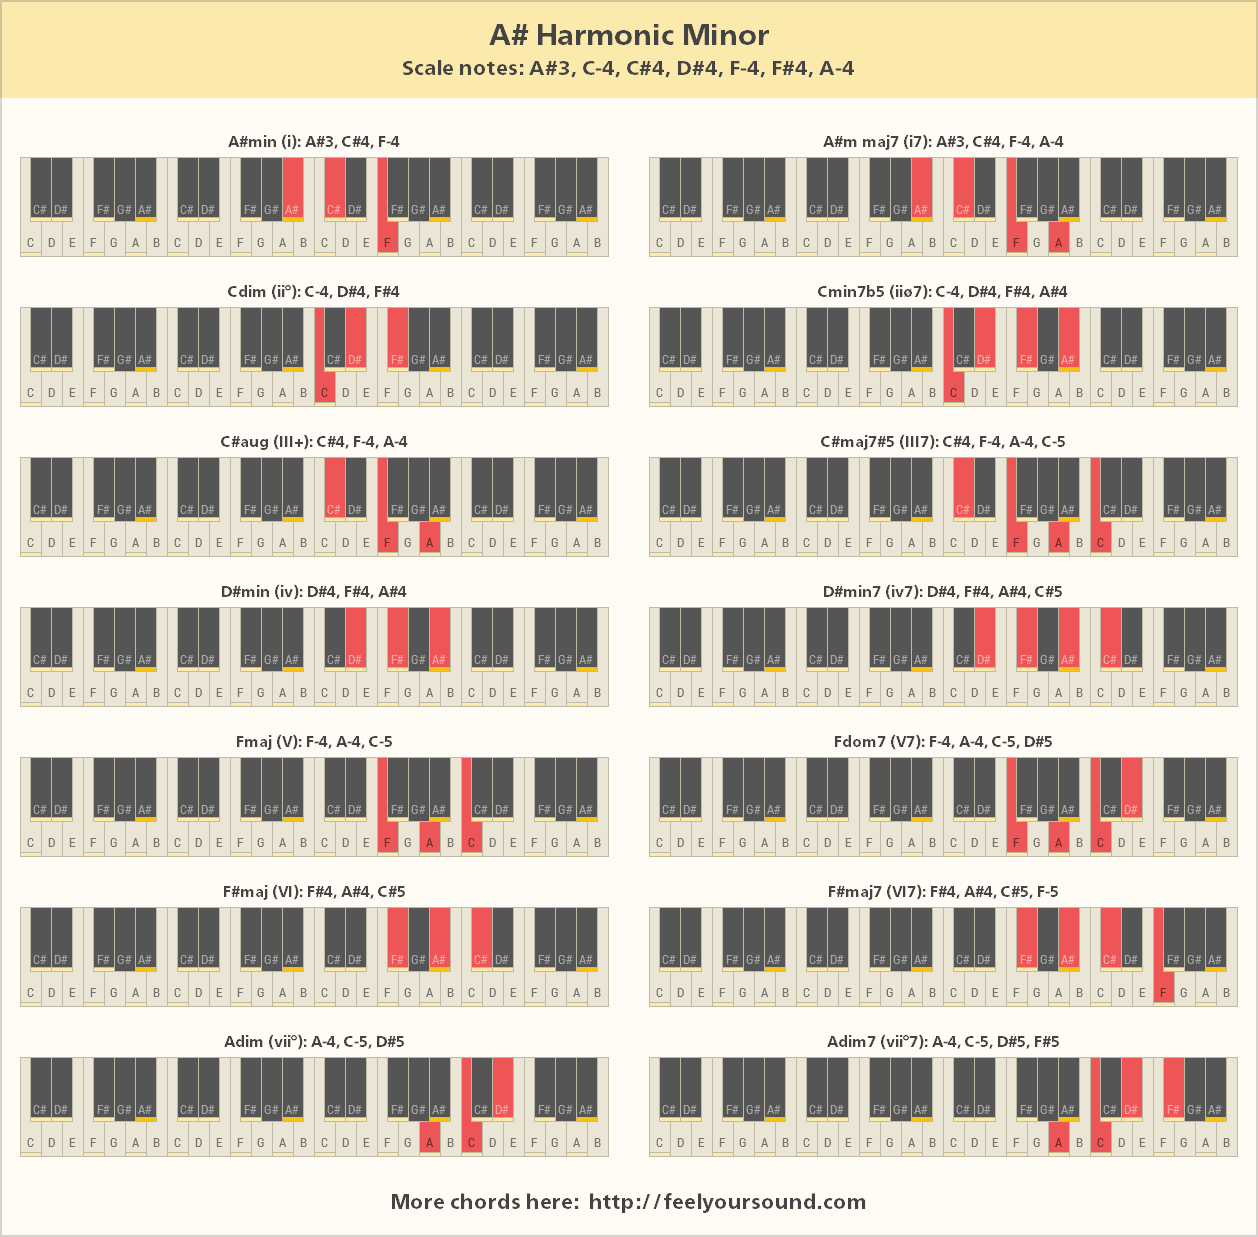 A# Harmonic Minor
Scale notes: A#3, C-4, C#4, D#4, F-4, F#4, A-4
A#min (i): A#3, C#4, F-4
C# D# F# G# A# C# D# F# G# A# C# D# F# G# A# C# D# F# G# A#
C D E F G A B C D E F G A B C D E F G A B C D E F G A B
A#m maj7 (i7): A#3, C#4, F-4, A-4
C# D# F# G# A# C# D# F# G# A# C# D# F# G# A# C# D# F# G# A#
C D E F G A B C D E F G A B C D E F G A B C D E F G A B
Cdim (ii°): C-4, D#4, F#4
C# D# F# G# A# C# D# F# G# A# C# D# F# G# A# C# D# F# G# A#
C D E F G A B C D E F G A B C D E F G A B C D E F G A B
Cmin7b5 (iiø7): C-4, D#4, F#4, A#4
C# D# F# G# A# C# D# F# G# A# C# D# F# G# A# C# D# F# G# A#
C D E F G A B C D E F G A B C D E F G A B C D E F G A B
C#aug (III+): C#4, F-4, A-4
C# D# F# G# A# C# D# F# G# A# C# D# F# G# A# C# D# F# G# A#
C D E F G A B C D E F G A B C D E F G A B C D E F G A B
C#maj7#5 (III7): C#4, F-4, A-4, C-5
C# D# F# G# A# C# D# F# G# A# C# D# F# G# A# C# D# F# G# A#
C D E F G A B C D E F G A B C D E F G A B C D E F G A B
D#min (iv): D#4, F#4, A#4
C# D# F# G# A# C# D# F# G# A# C# D# F# G# A# C# D# F# G# A#
C D E F G A B C D E F G A B C D E F G A B C D E F G A B
D#min7 (iv7): D#4, F#4, A#4, C#5
C# D# F# G# A# C# D# F# G# A# C# D# F# G# A# C# D# F# G# A#
C D E F G A B C D E F G A B C D E F G A B C D E F G A B
Fmaj (V): F-4, A-4, C-5
C# D# F# G# A# C# D# F# G# A# C# D# F# G# A# C# D# F# G# A#
C D E F G A B C D E F G A B C D E F G A B C D E F G A B
Fdom7 (V7): F-4, A-4, C-5, D#5
C# D# F# G# A# C# D# F# G# A# C# D# F# G# A# C# D# F# G# A#
C D E F G A B C D E F G A B C D E F G A B C D E F G A B
F#maj (VI): F#4, A#4, C#5
C# D# F# G# A# C# D# F# G# A# C# D# F# G# A# C# D# F# G# A#
C D E F G A B C D E F G A B C D E F G A B C D E F G A B
F#maj7 (VI7): F#4, A#4, C#5, F-5
C# D# F# G# A# C# D# F# G# A# C# D# F# G# A# C# D# F# G# A#
C D E F G A B C D E F G A B C D E F G A B C D E F G A B
Adim (vii°): A-4, C-5, D#5
C# D# F# G# A# C# D# F# G# A# C# D# F# G# A# C# D# F# G# A#
C D E F G A B C D E F G A B C D E F G A B C D E F G A B
Adim7 (vii°7): A-4, C-5, D#5, F#5
C# D# F# G# A# C# D# F# G# A# C# D# F# G# A# C# D# F# G# A#
C D E F G A B C D E F G A B C D E F G A B C D E F G A B
More chords here: http://feelyoursound.com